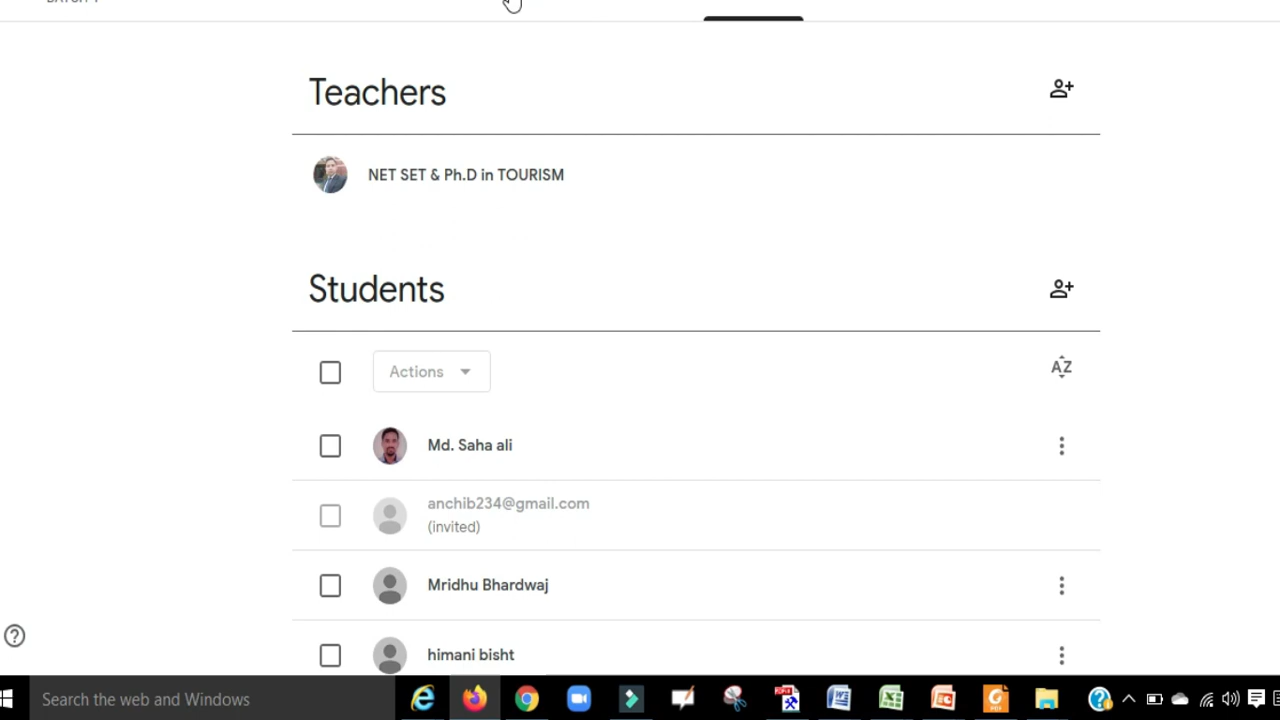 Teachers
NET SET & Ph.D in TOURISM
Students
Actions
AZ
Md. Saha ali
anchib234@gmail.com
(invited)
Mridhu Bhardwaj
himani bisht
Search the web and Windows